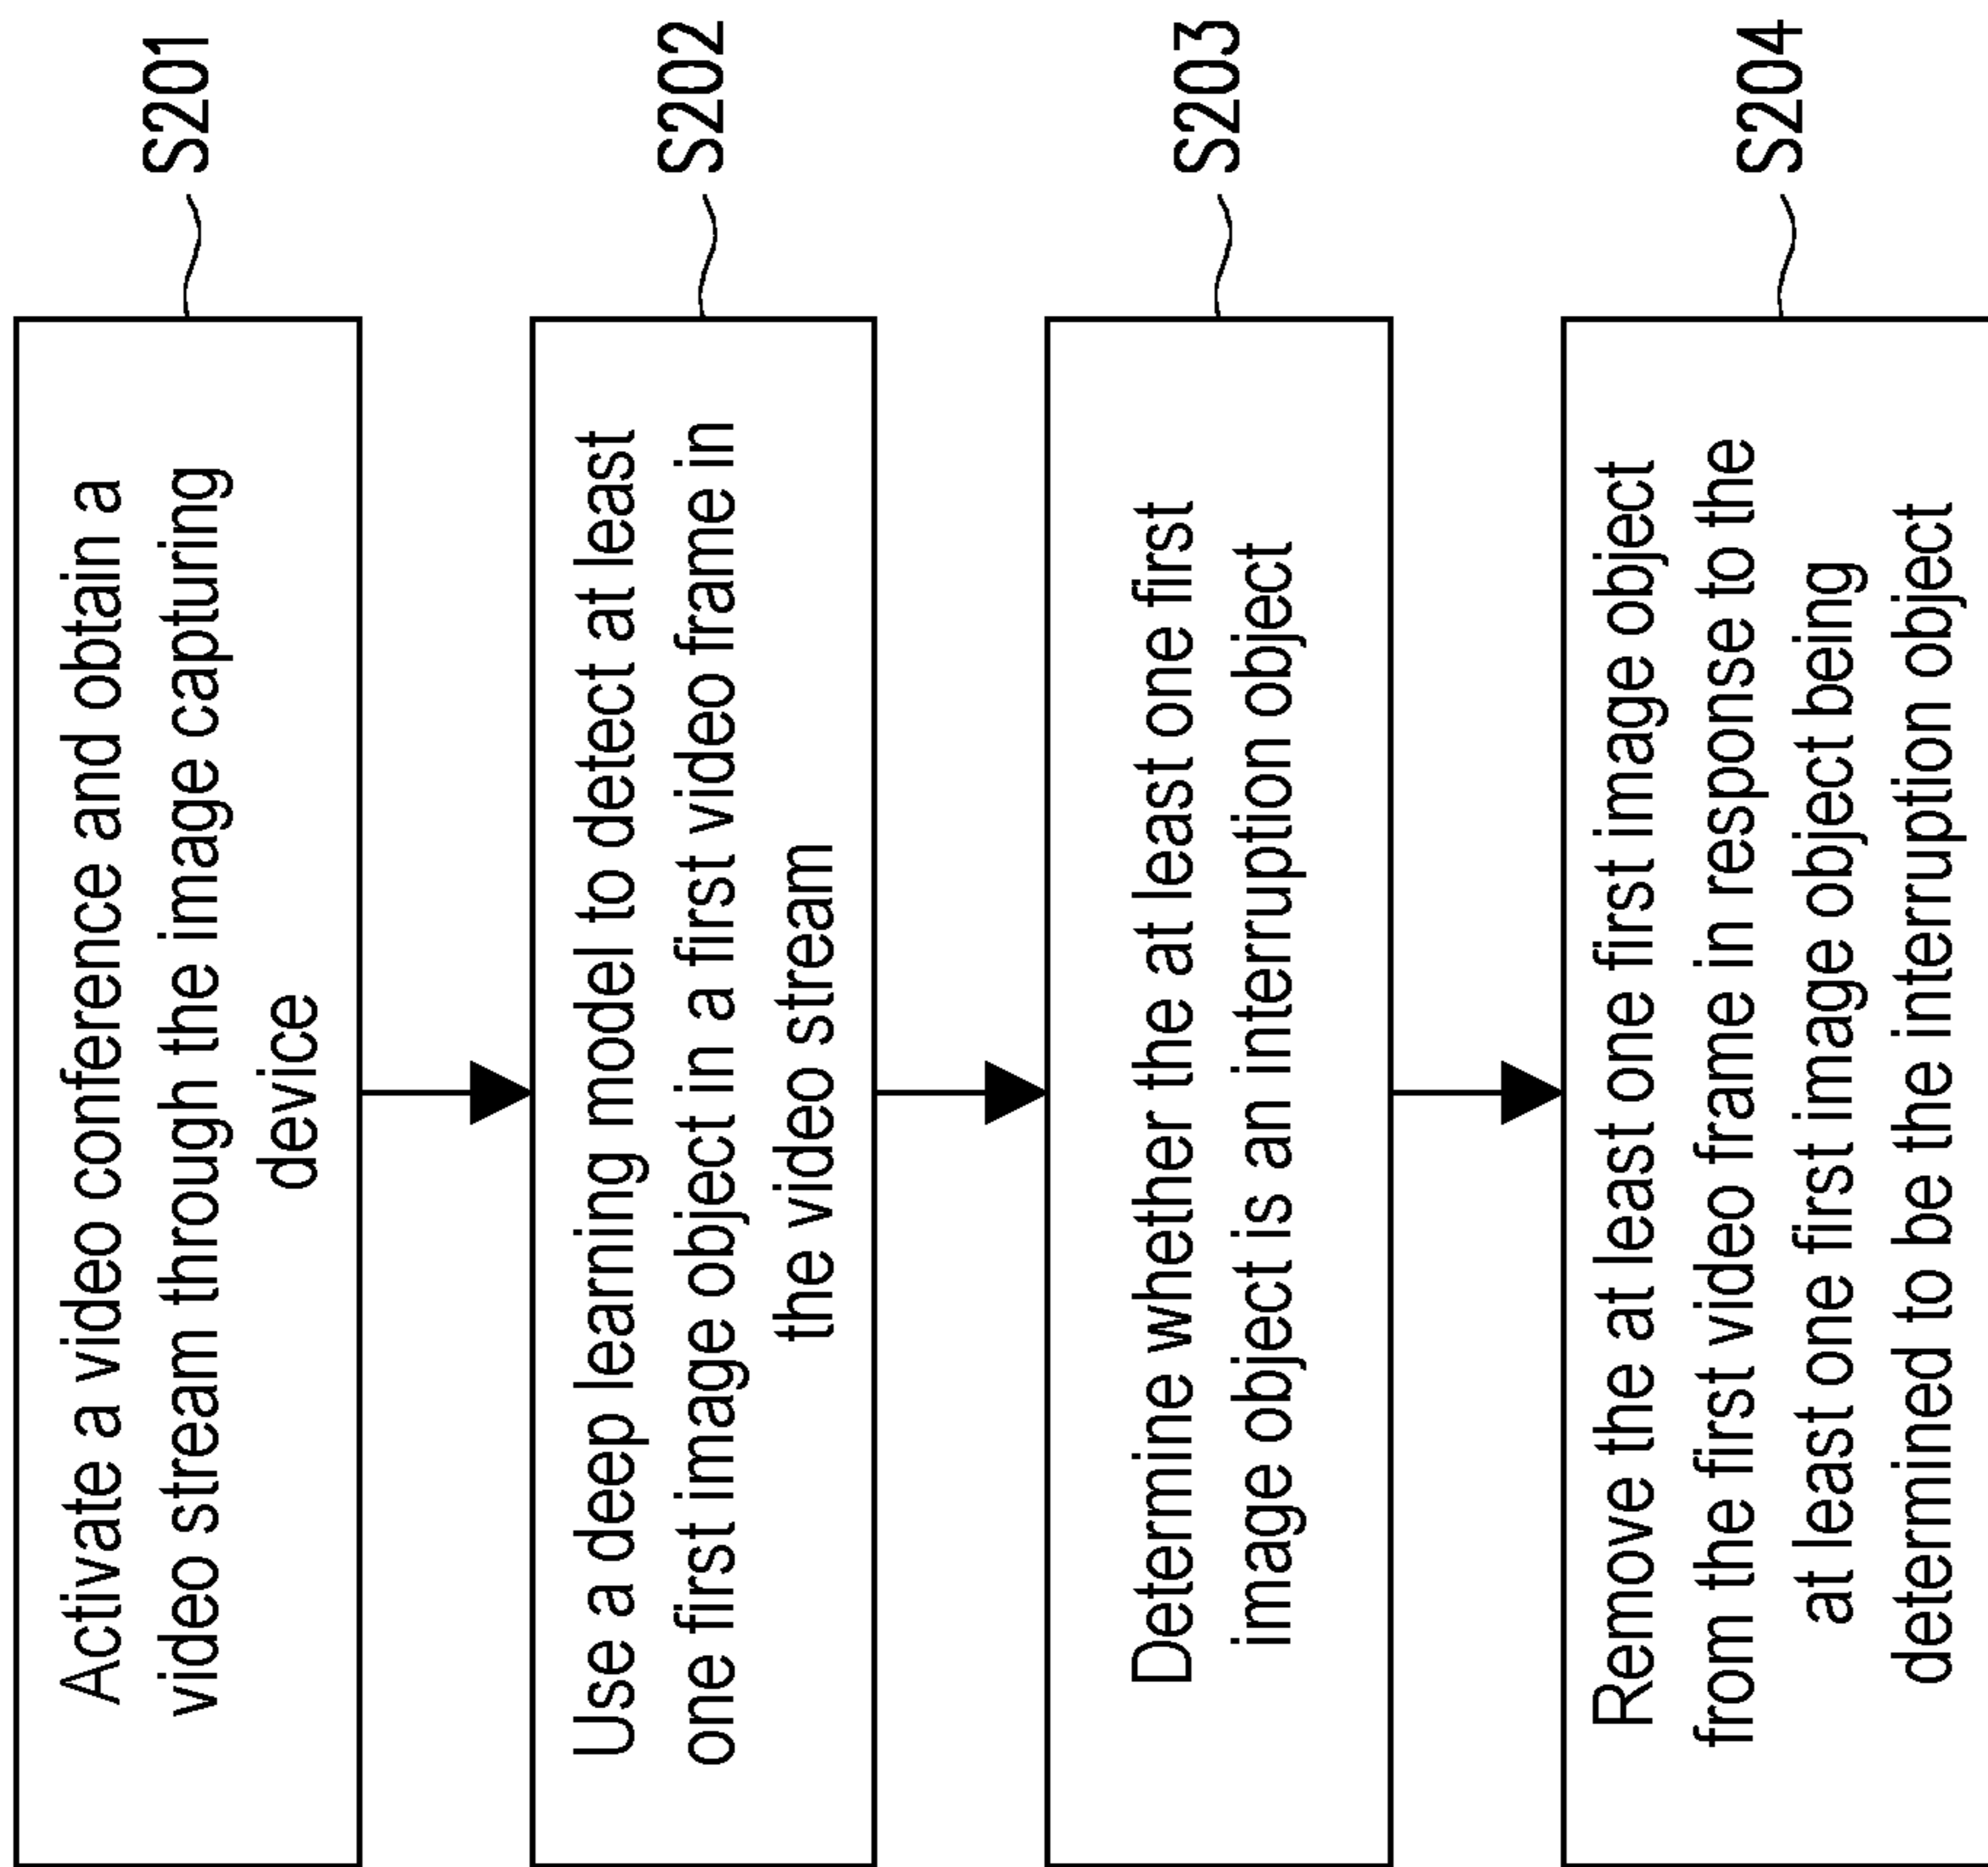 Activate a video conference and obtain a
video stream through the image capturing
device
S201
Use a deep learning model to detect at least
one first image object in a first video frame in
the video stream
S202
Determine whether the at least one first
image object is an interruption object
S203
Remove the at least one first image object
from the first video frame in response to the
at least one first image object being
determined to be the interruption object
S204